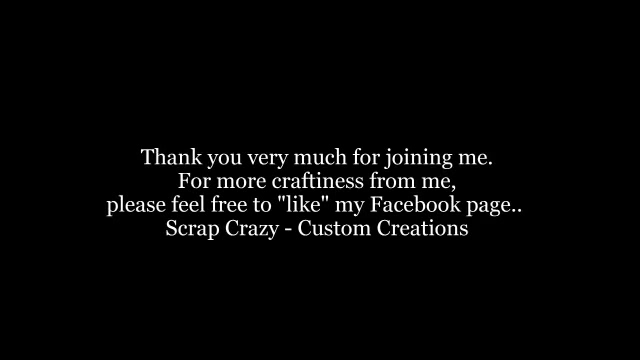 Thank you very much for joining me.
For more craftiness from me,
please feel free to "like" my Facebook page..
Scrap Crazy - Custom Creations